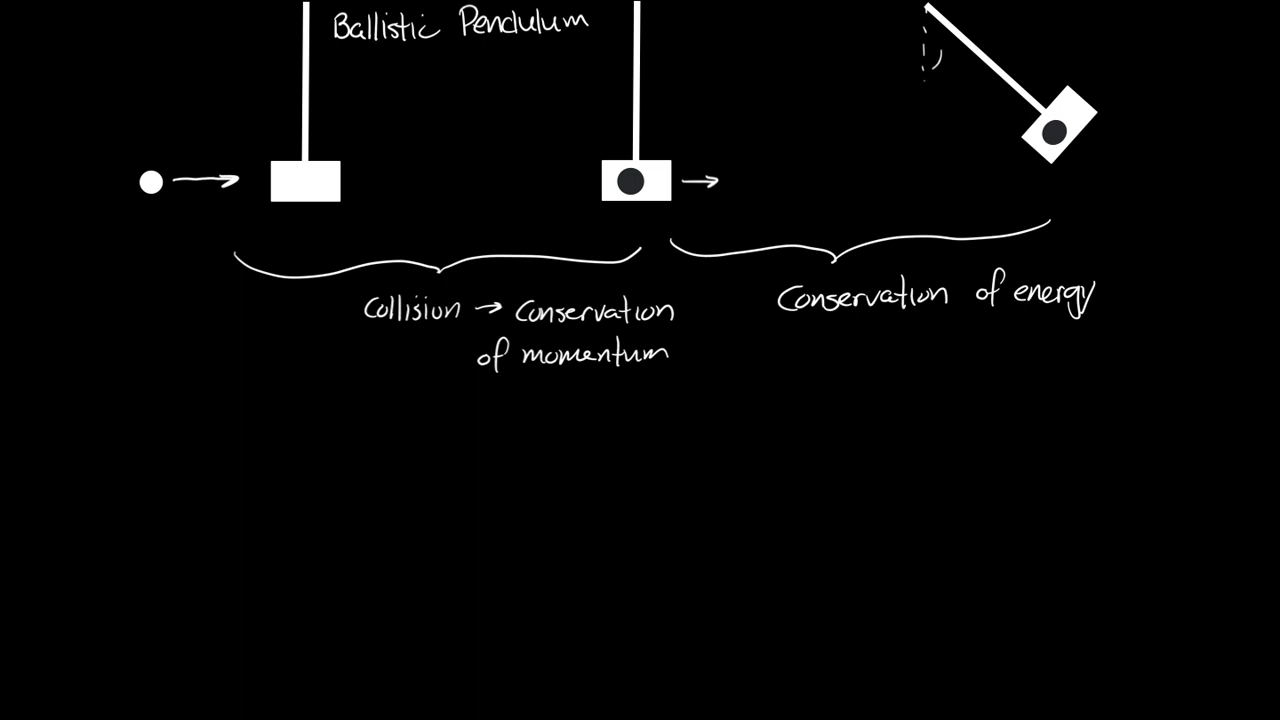 Ballistic Pendulum
Collision → Conservation
of momentum
Conservation of energy